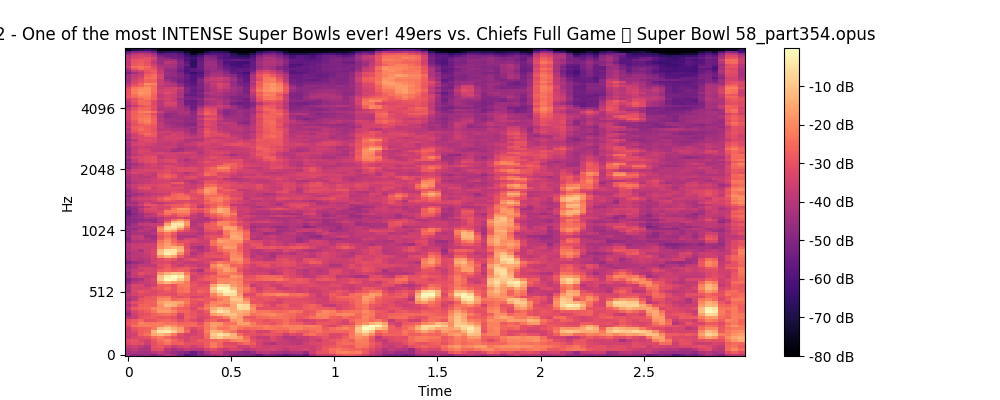 2 - One of the most INTENSE Super Bowls ever! 49ers vs. Chiefs Full Game  Super Bowl 58_part354.opus
4096
2048
1024
512
0
Hz
0
0.5
1
1.5
2
2.5
Time
-10 dB
-20 dB
-30 dB
-40 dB
-50 dB
-60 dB
-70 dB
-80 dB